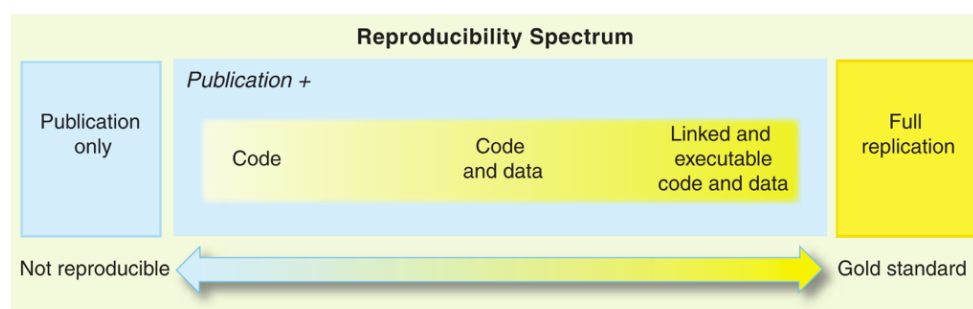 Reproducibility Spectrum
Publication
only
Publication +
Code
Code
and data
Linked and
executable
code and data
Full
replication
Not reproducible
Gold standard